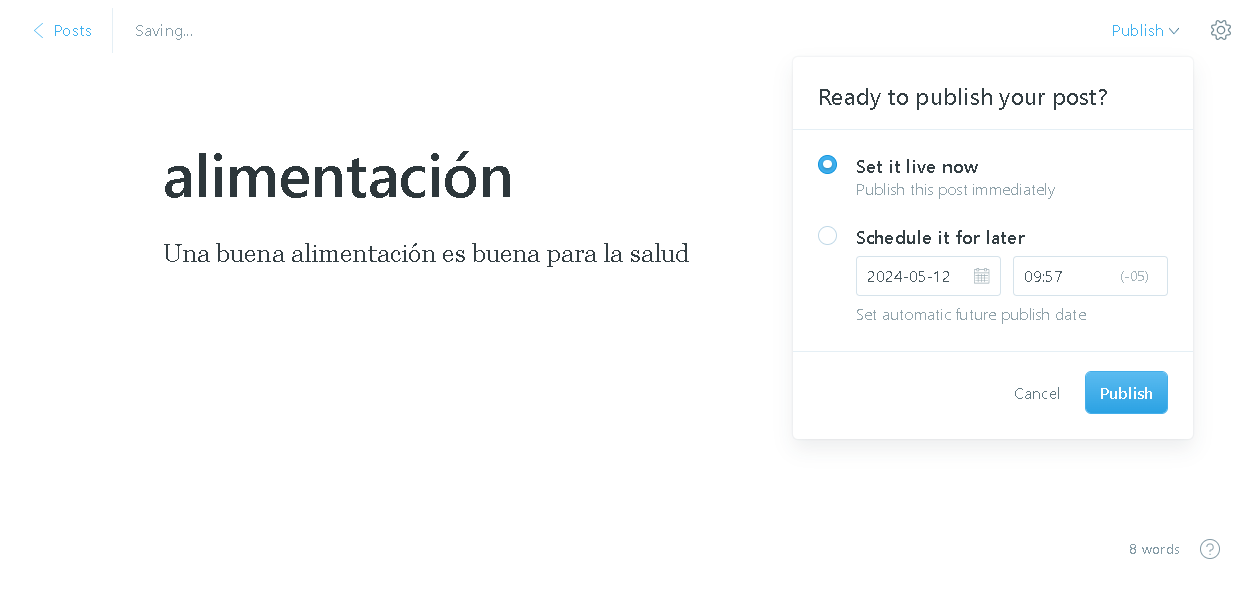 Posts
Saving...
Publish
Ready to publish your post?
alimentación
Set it live now
Publish this post immediately
Una buena alimentación es buena para la salud
Schedule it for later
2024-05-12
09:57 (-05)
Set automatic future publish date
Cancel
Publish
8 words
?